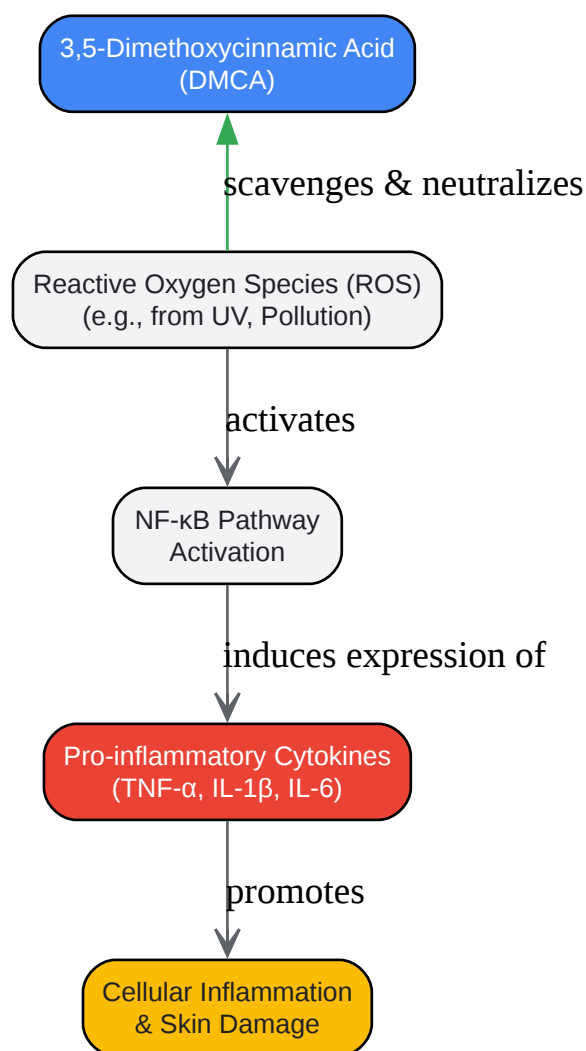 3,5-Dimethoxycinnamic Acid
(DMCA)
scavenges & neutralizes
Reactive Oxygen Species (ROS)
(e.g., from UV, Pollution)
activates
NF-κB Pathway
Activation
induces expression of
Pro-inflammatory Cytokines
(TNF-α, IL-1β, IL-6)
promotes
Cellular Inflammation
& Skin Damage